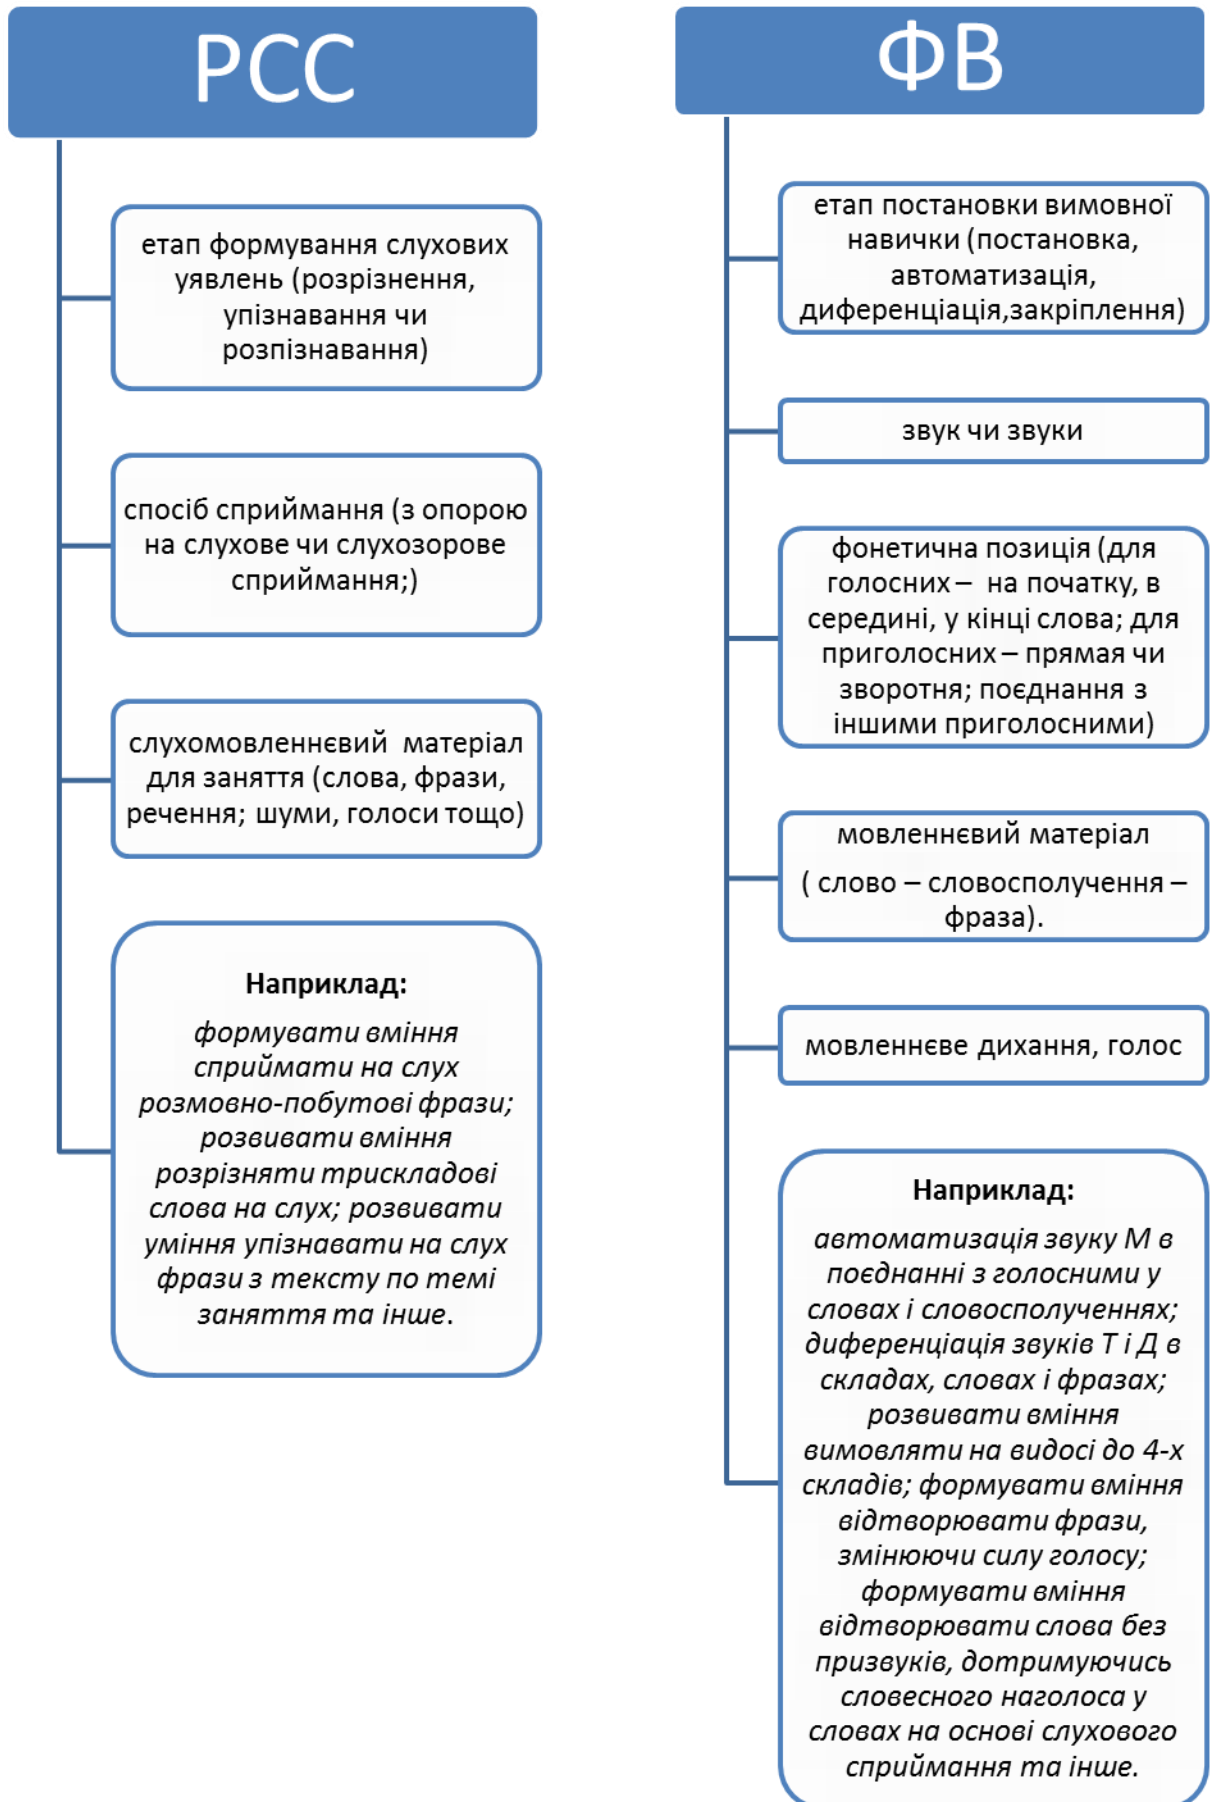 РСС
етап формування слухових
уявлень (розрізнення,
упізнавання чи
розпізнавання)
спосіб сприймання (з опорою
на слухове чи слухозорове
сприймання;)
слухомовленнєвий матеріал
для заняття (слова, фрази,
речення; шуми, голоси тощо)
Наприклад:
формувати вміння
сприймати на слух
розмовно-побутові фрази;
розвивати вміння
розрізняти трискладові
слова на слух; розвивати
уміння упізнавати на слух
фрази з тексту по темі
заняття та інше.
ФВ
етап постановки вимовної
навички (постановка,
автоматизація,
диференціація,закріплення)
звук чи звуки
фонетична позиція (для
голосних – на початку, в
середині, у кінці слова; для
приголосних – прямая чи
зворотня; поєднання з
іншими приголосними)
мовленнєвий матеріал
( слово – словосполучення –
фраза).
мовленнєве дихання, голос
Наприклад:
автоматизація звуку М в
поєднанні з голосними у
словах і словосполученнях;
диференціація звуків Т і Д в
складах, словах і фразах;
розвивати вміння
вимовляти на видосі до 4-х
складів; формувати вміння
відтворювати фрази,
змінюючи силу голосу;
формувати вміння
відтворювати слова без
призвуків, дотримуючись
словесного наголоса у
словах на основі слухового
сприймання та інше.